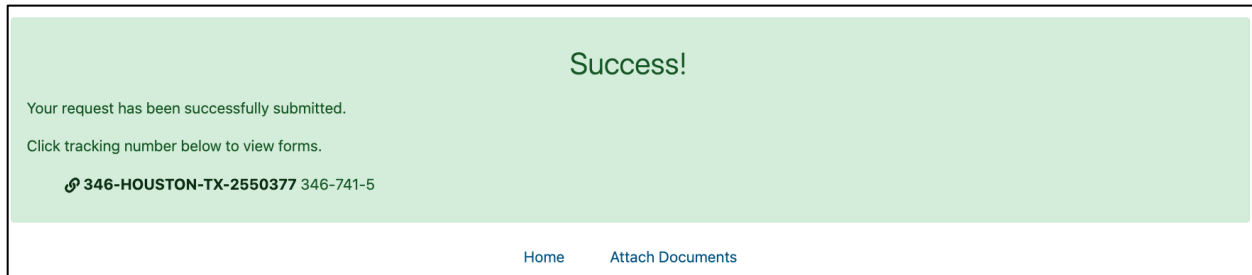 Success!
Your request has been successfully submitted.
Click tracking number below to view forms.
346-HOUSTON-TX-2550377 346-741-5
Home Attach Documents